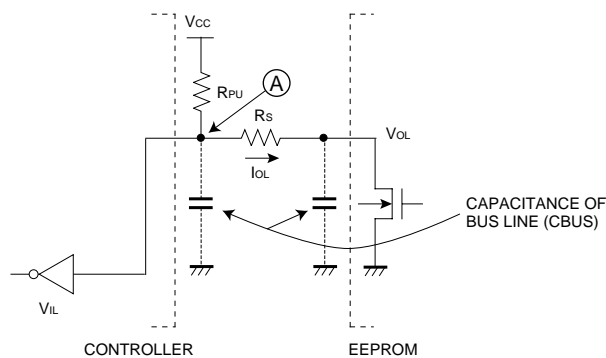 VCC
RPU
A
RS
VOL
IOL
CAPACITANCE OF
BUS LINE (CBUS)
VIL
CONTROLLER
EEPROM